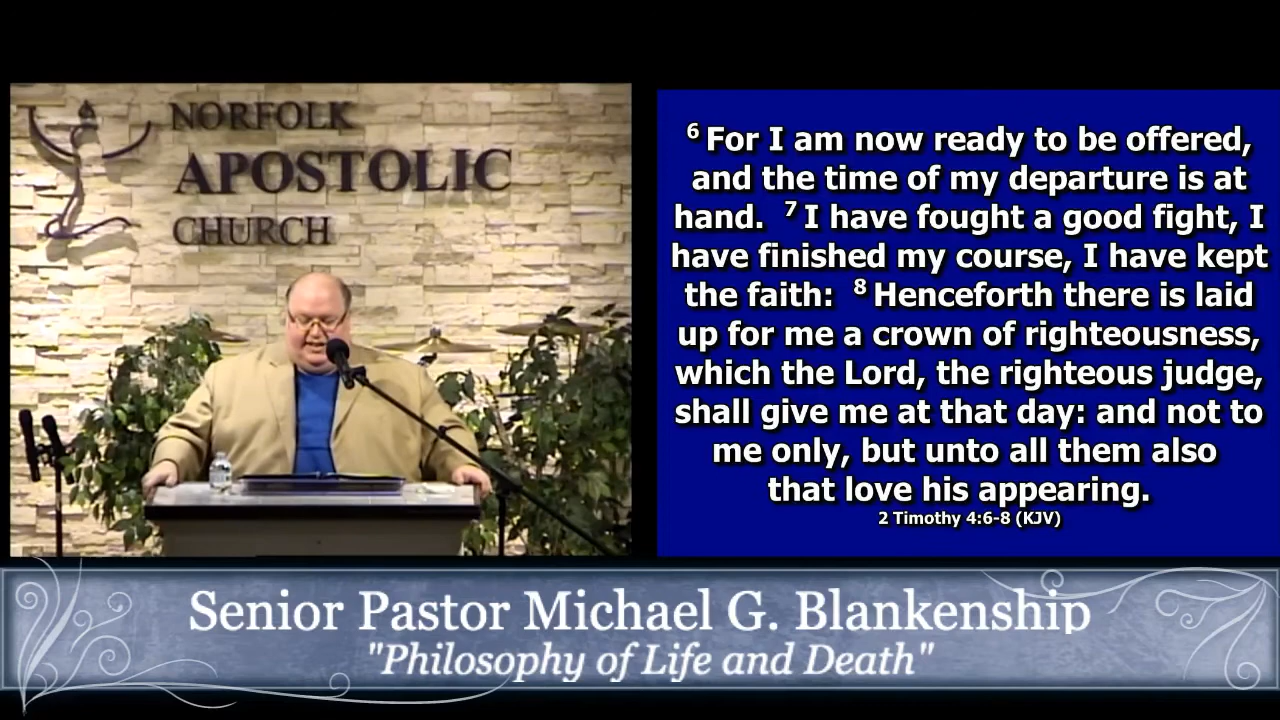 NORFOLK
APOSTOLIC
CHURCH
6 For I am now ready to be offered,
and the time of my departure is at
hand. 7 I have fought a good fight, I
have finished my course, I have kept
the faith: 8 Henceforth there is laid
up for me a crown of righteousness,
which the Lord, the righteous judge,
shall give me at that day: and not to
me only, but unto all them also
that love his appearing.
2 Timothy 4:6-8 (KJV)
Senior Pastor Michael G. Blankenship
"Philosophy of Life and Death"